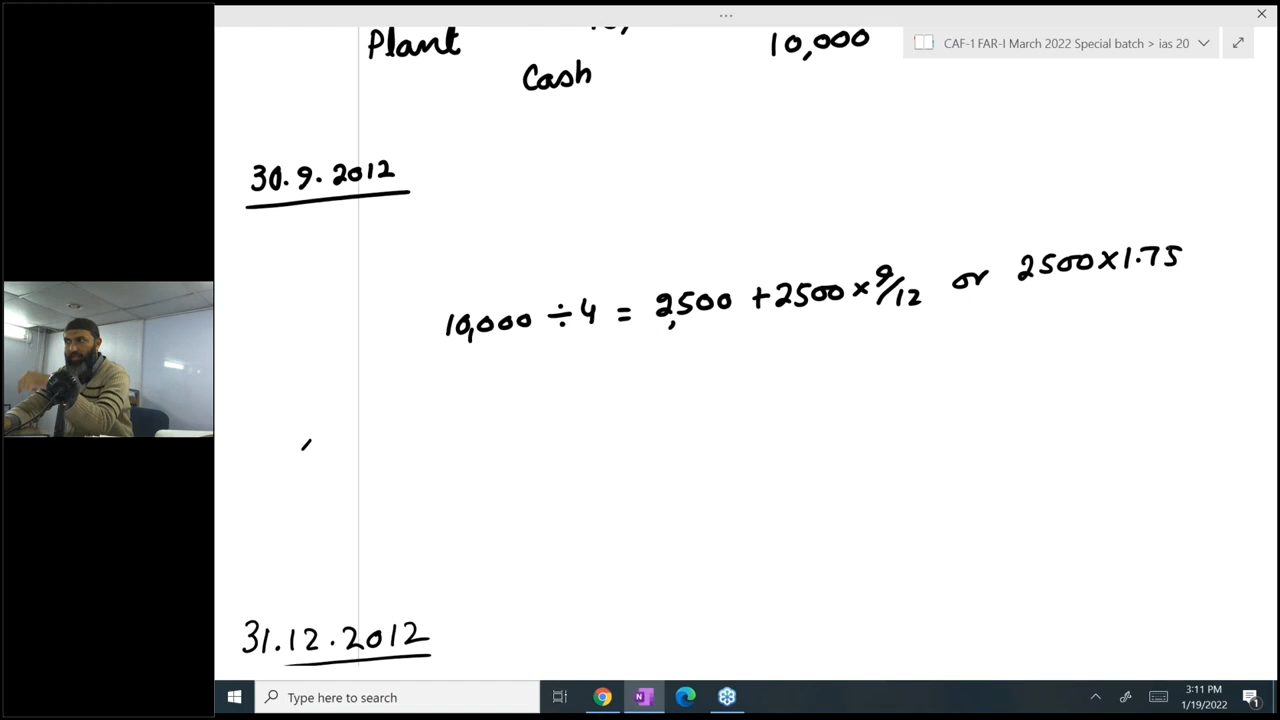 CAF-1 FAR-I March 2022 Special batch > ias 20
Plant 10,000
Cash
30.9.2012
10,000 ÷ 4 = 2,500 + 2500 × 9/12 or 2500 × 1.75
31.12.2012
Type here to search
3:11 PM
1/19/2022